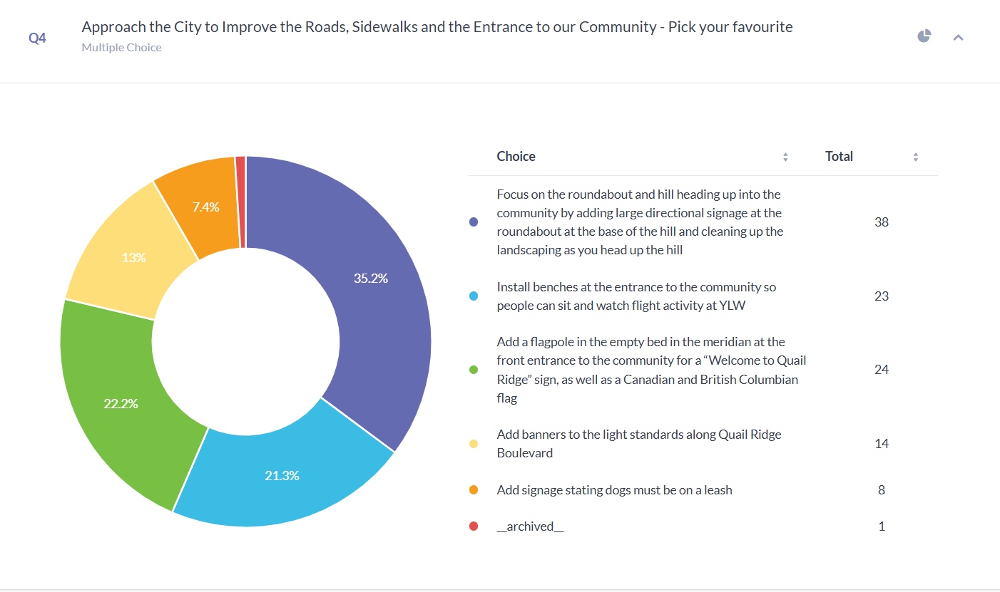 Q4
Approach the City to Improve the Roads, Sidewalks and the Entrance to our Community - Pick your favourite
Multiple Choice
Choice
Total
Focus on the roundabout and hill heading up into the
community by adding large directional signage at the
roundabout at the base of the hill and cleaning up the
landscaping as you head up the hill
38
Install benches at the entrance to the community so
people can sit and watch flight activity at YLW
23
Add a flagpole in the empty bed in the meridian at the
front entrance to the community for a “Welcome to Quail
Ridge” sign, as well as a Canadian and British Columbian
flag
24
Add banners to the light standards along Quail Ridge
Boulevard
14
Add signage stating dogs must be on a leash
8
__archived__
1
35.2%
21.3%
22.2%
13%
7.4%